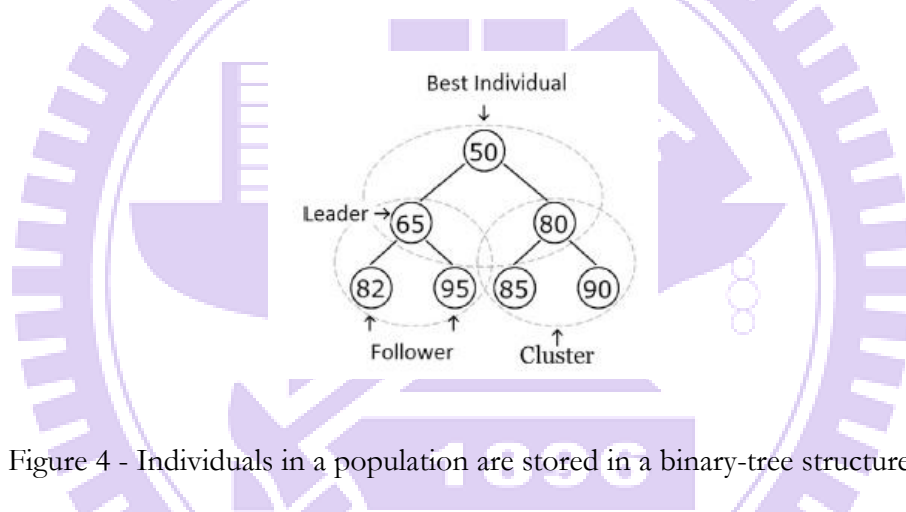 Best Individual
↓
50
Leader → 65 80
82 95 85 90
↑ ↑ ↑
Follower Cluster
Figure 4 - Individuals in a population are stored in a binary-tree structure
1896